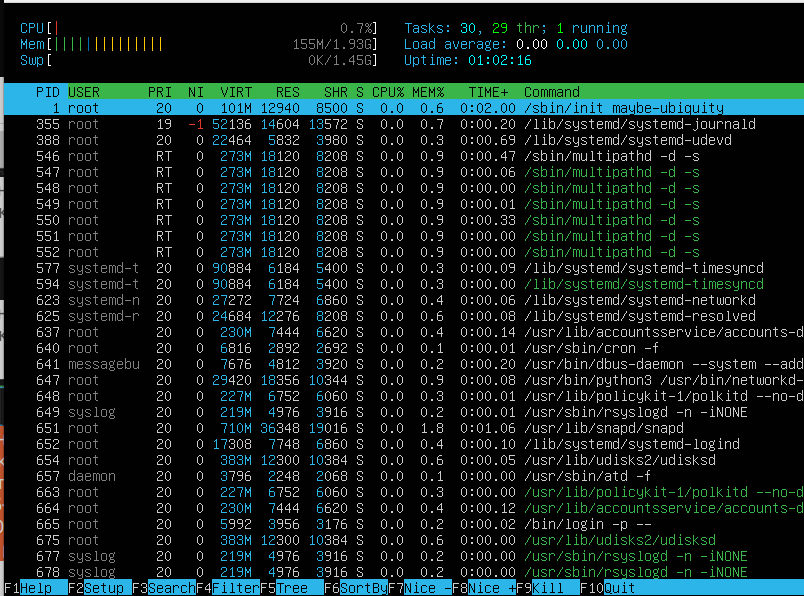 CPU[| 0.7%] Tasks: 30, 29 thr; 1 running
Mem[|||||||||||||||| 155M/1.93G] Load average: 0.00 0.00 0.00
Swp[ 0K/1.45G] Uptime: 01:02:16
PID USER PRI NI VIRT RES SHR S CPU% MEM% TIME+ Command
1 root 20 0 101M 12940 8500 S 0.0 0.6 0:02.00 /sbin/init maybe-ubiquity
355 root 19 -1 52136 14604 13572 S 0.0 0.7 0:00.20 /lib/systemd/systemd-journald
388 root 20 0 22464 5832 3980 S 0.0 0.3 0:00.69 /lib/systemd/systemd-udevd
546 root RT 0 273M 18120 8208 S 0.0 0.9 0:00.47 /sbin/multipathd -d -s
547 root RT 0 273M 18120 8208 S 0.0 0.9 0:00.06 /sbin/multipathd -d -s
548 root RT 0 273M 18120 8208 S 0.0 0.9 0:00.00 /sbin/multipathd -d -s
549 root RT 0 273M 18120 8208 S 0.0 0.9 0:00.01 /sbin/multipathd -d -s
550 root RT 0 273M 18120 8208 S 0.0 0.9 0:00.33 /sbin/multipathd -d -s
551 root RT 0 273M 18120 8208 S 0.0 0.9 0:00.00 /sbin/multipathd -d -s
552 root RT 0 273M 18120 8208 S 0.0 0.9 0:00.00 /sbin/multipathd -d -s
577 systemd-t 20 0 90884 6184 5400 S 0.0 0.3 0:00.09 /lib/systemd/systemd-timesyncd
594 systemd-t 20 0 90884 6184 5400 S 0.0 0.3 0:00.00 /lib/systemd/systemd-timesyncd
623 systemd-n 20 0 27272 7724 6860 S 0.0 0.4 0:00.06 /lib/systemd/systemd-networkd
625 systemd-r 20 0 24684 12276 8208 S 0.0 0.6 0:00.08 /lib/systemd/systemd-resolved
637 root 20 0 230M 7444 6620 S 0.0 0.4 0:00.14 /usr/lib/accountsservice/accounts-d
640 root 20 0 6816 2892 2692 S 0.0 0.1 0:00.01 /usr/sbin/cron -f
641 messagebu 20 0 7676 4812 3920 S 0.0 0.2 0:00.20 /usr/bin/dbus-daemon --system --add
647 root 20 0 29420 18356 10344 S 0.0 0.9 0:00.08 /usr/bin/python3 /usr/bin/networkd-
648 root 20 0 227M 6752 6060 S 0.0 0.3 0:00.01 /usr/lib/policykit-1/polkitd --no-d
649 syslog 20 0 219M 4976 3916 S 0.0 0.2 0:00.01 /usr/sbin/rsyslogd -n -iNONE
651 root 20 0 710M 36348 19016 S 0.0 1.8 0:01.06 /usr/lib/snapd/snapd
652 root 20 0 17308 7748 6860 S 0.0 0.4 0:00.10 /lib/systemd/systemd-logind
654 root 20 0 383M 12300 10384 S 0.0 0.6 0:00.05 /usr/lib/udisks2/udisksd
657 daemon 20 0 3796 2248 2068 S 0.0 0.1 0:00.00 /usr/sbin/atd -f
663 root 20 0 227M 6752 6060 S 0.0 0.3 0:00.00 /usr/lib/policykit-1/polkitd --no-d
664 root 20 0 230M 7444 6620 S 0.0 0.4 0:00.12 /usr/lib/accountsservice/accounts-d
665 root 20 0 5992 3956 3176 S 0.0 0.2 0:00.02 /bin/login -p --
675 root 20 0 383M 12300 10384 S 0.0 0.6 0:00.00 /usr/lib/udisks2/udisksd
677 syslog 20 0 219M 4976 3916 S 0.0 0.2 0:00.00 /usr/sbin/rsyslogd -n -iNONE
678 syslog 20 0 219M 4976 3916 S 0.0 0.2 0:00.00 /usr/sbin/rsyslogd -n -iNONE
F1Help F2Setup F3SearchF4FilterF5Tree F6SortByF7Nice -F8Nice +F9Kill F10Quit